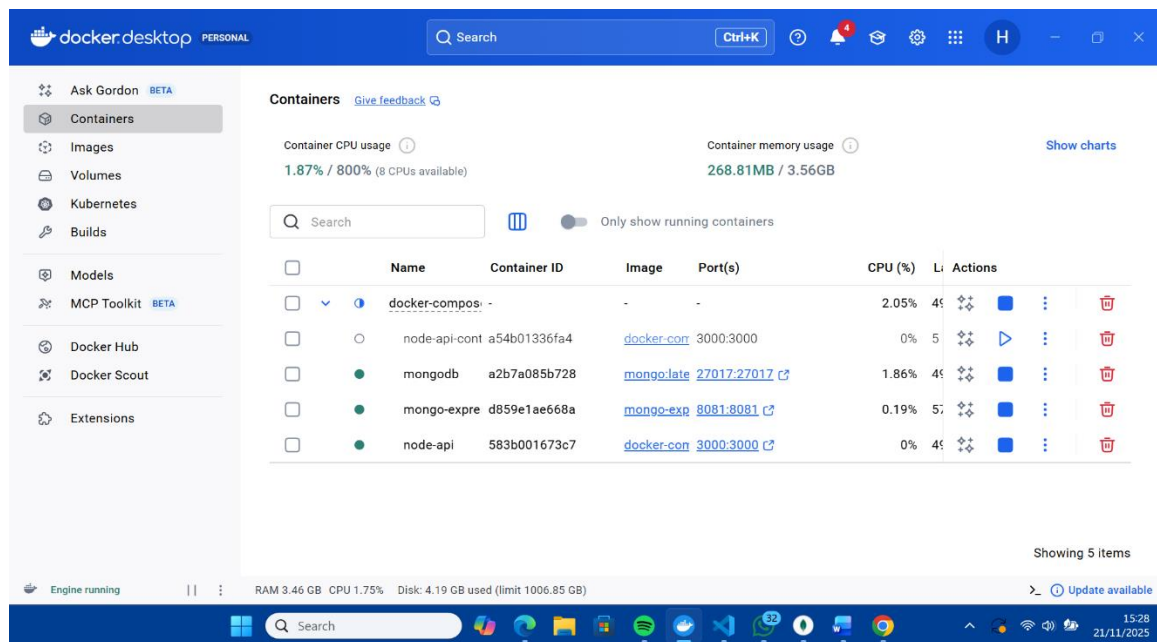 docker.desktop PERSONAL
Search Ctrl+K
4
H
Ask Gordon BETA
Containers
Images
Volumes
Kubernetes
Builds
Models
MCP Toolkit BETA
Docker Hub
Docker Scout
Extensions
Containers Give feedback
Container CPU usage
1.87% / 800% (8 CPUs available)
Container memory usage
268.81MB / 3.56GB
Show charts
Search
Only show running containers
Name Container ID Image Port(s) CPU (%) Actions
docker-compos - - - 2.05% 49
node-api-cont a54b01336fa4 docker-com 3000:3000 0% 5
mongodb a2b7a085b728 mongo:late 27017:27017 1.86% 49
mongo-expre d859e1ae668a mongo-exp 8081:8081 0.19% 57
node-api 583b001673c7 docker-com 3000:3000 0% 49
Showing 5 items
Engine running RAM 3.46 GB CPU 1.75% Disk: 4.19 GB used (limit 1006.85 GB) >_ Update available
Search
32
15:28
21/11/2025